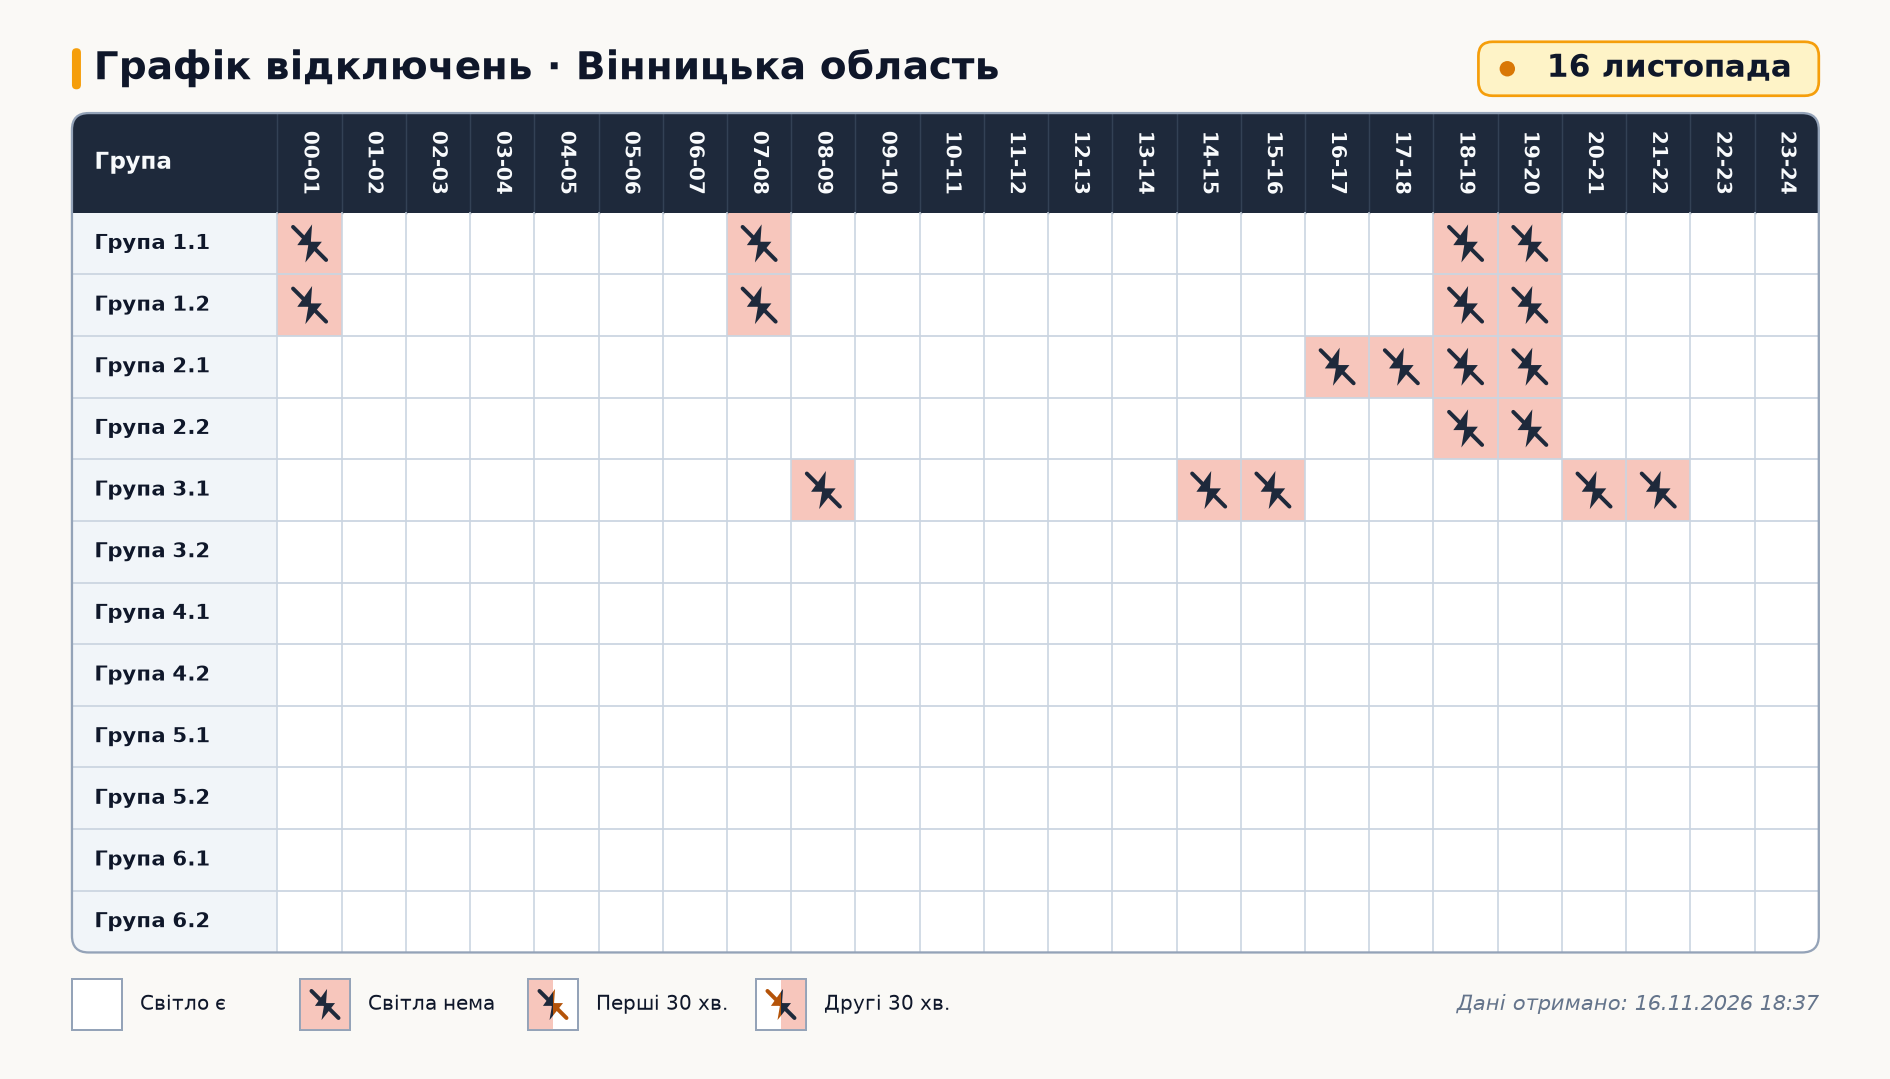 Графік відключень · Вінницька область
16 листопада
Група 00-01 01-02 02-03 03-04 04-05 05-06 06-07 07-08 08-09 09-10 10-11 11-12 12-13 13-14 14-15 15-16 16-17 17-18 18-19 19-20 20-21 21-22 22-23 23-24
Група 1.1
Група 1.2
Група 2.1
Група 2.2
Група 3.1
Група 3.2
Група 4.1
Група 4.2
Група 5.1
Група 5.2
Група 6.1
Група 6.2
Світло є Світла нема Перші 30 хв. Другі 30 хв.
Дані отримано: 16.11.2026 18:37